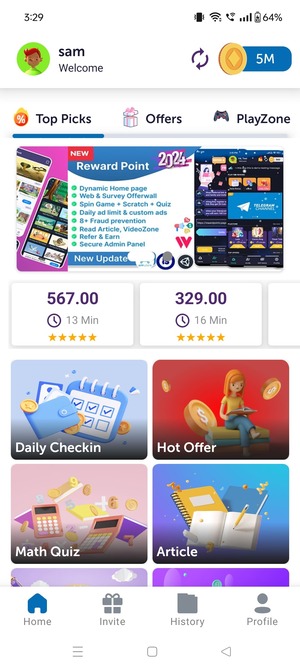 3:29
64%
sam
Welcome
5M
Top Picks
Offers
PlayZone
NEW
Reward Point
2024
Dynamic Home page
Web & Survey Offerwall
Spin Game + Scratch + Quiz
Daily ad limit & custom ads
8+ Fraud prevention
Read Article, VideoZone
Refer & Earn
Secure Admin Panel
New Update
TELEGRAM
CHANNEL
567.00
13 Min
329.00
16 Min
Daily Checkin
Hot Offer
Math Quiz
Article
Home
Invite
History
Profile